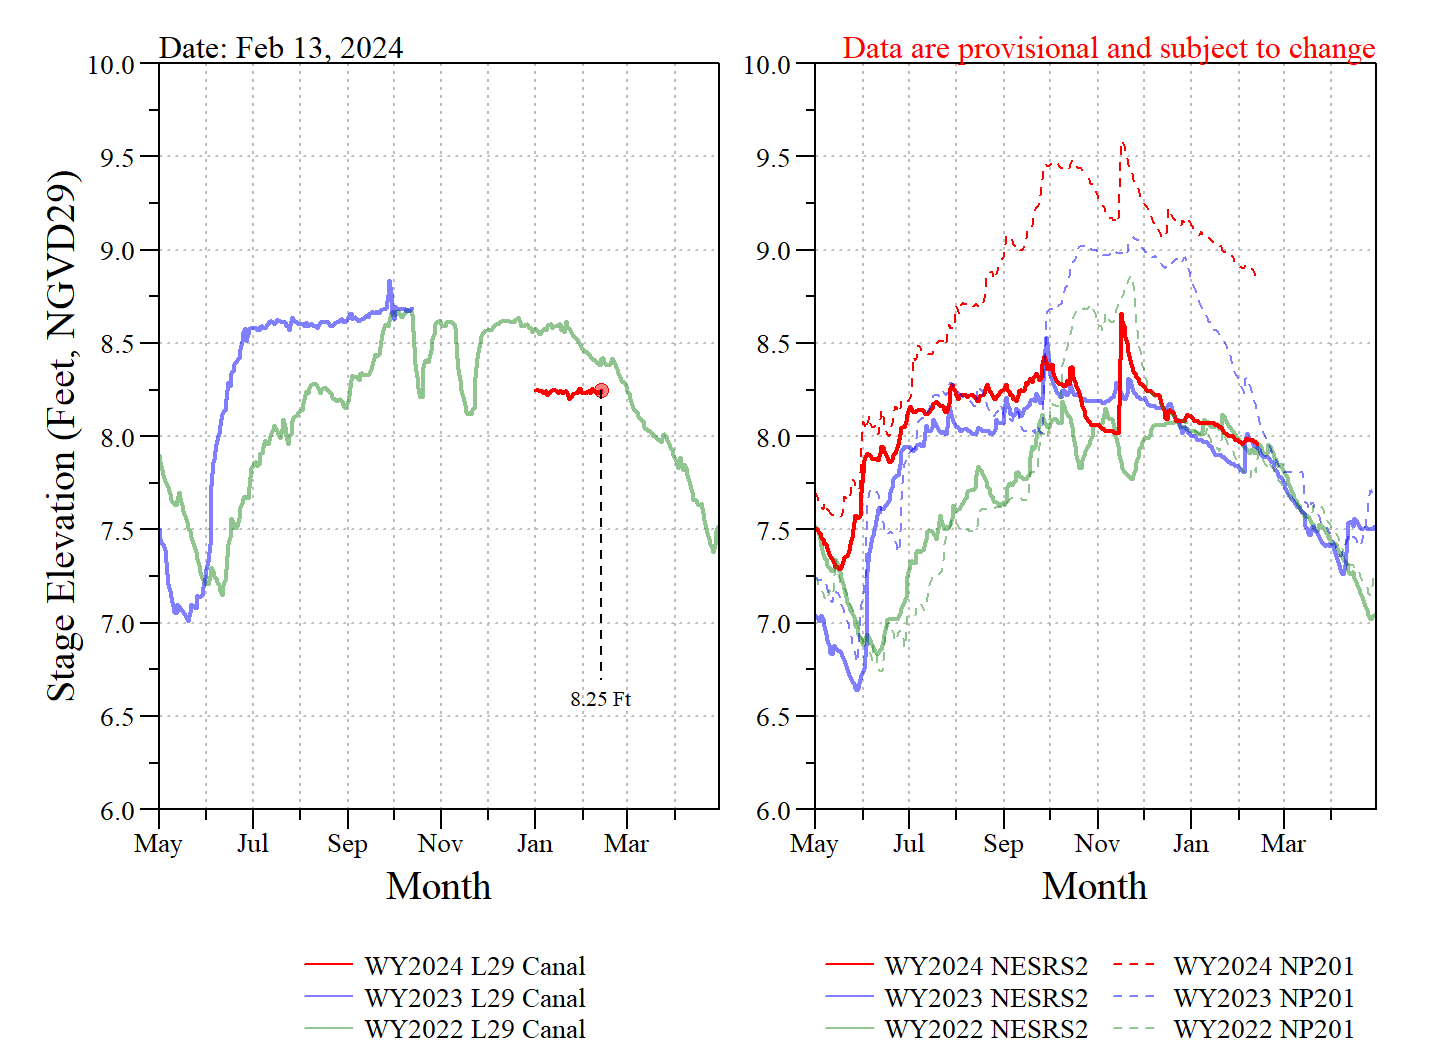 Date: Feb 13, 2024
Data are provisional and subject to change
Stage Elevation (Feet, NGVD29)
10.0
9.5
9.0
8.5
8.0
7.5
7.0
6.5
6.0
8.25 Ft
May Jul Sep Nov Jan Mar
Month
10.0
9.5
9.0
8.5
8.0
7.5
7.0
6.5
6.0
May Jul Sep Nov Jan Mar
Month
WY2024 L29 Canal
WY2023 L29 Canal
WY2022 L29 Canal
WY2024 NESRS2 WY2024 NP201
WY2023 NESRS2 WY2023 NP201
WY2022 NESRS2 WY2022 NP201